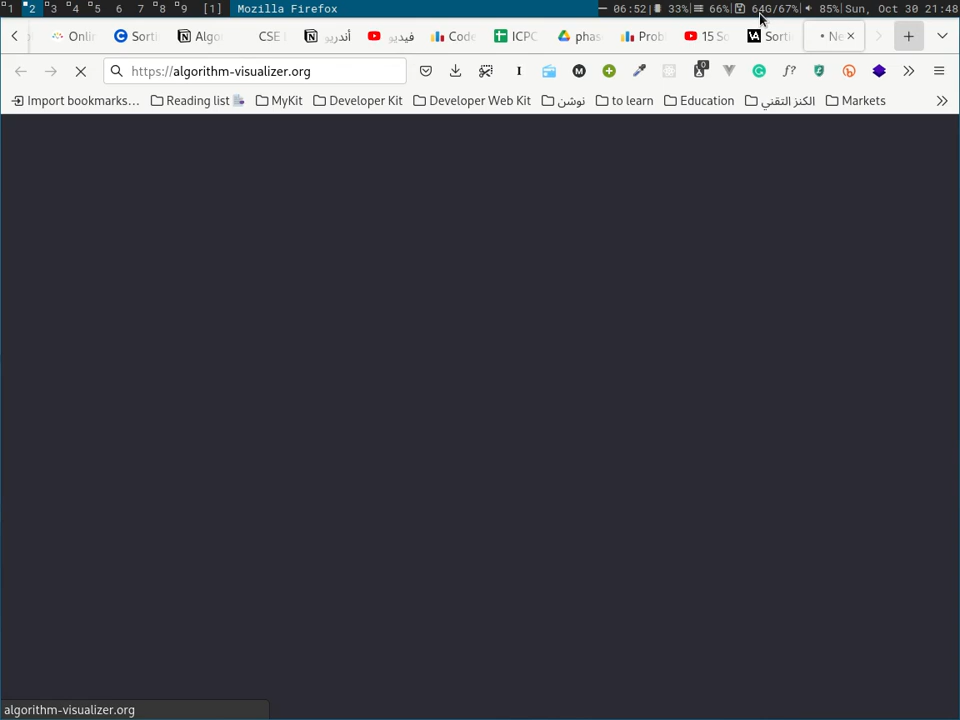 1 2 3 4 5 6 7 8 9 [1] Mozilla Firefox 06:52| 33%| 66%| 64G/67%| 85%|Sun, Oct 30 21:48
Onli Sorti Algo CSE أندريو فيديو Code ICPC phas Prob 15 So Sorti Ne
https://algorithm-visualizer.org
Import bookmarks... Reading list MyKit Developer Kit Developer Web Kit نوشن to learn Education الكنز التقني Markets
algorithm-visualizer.org